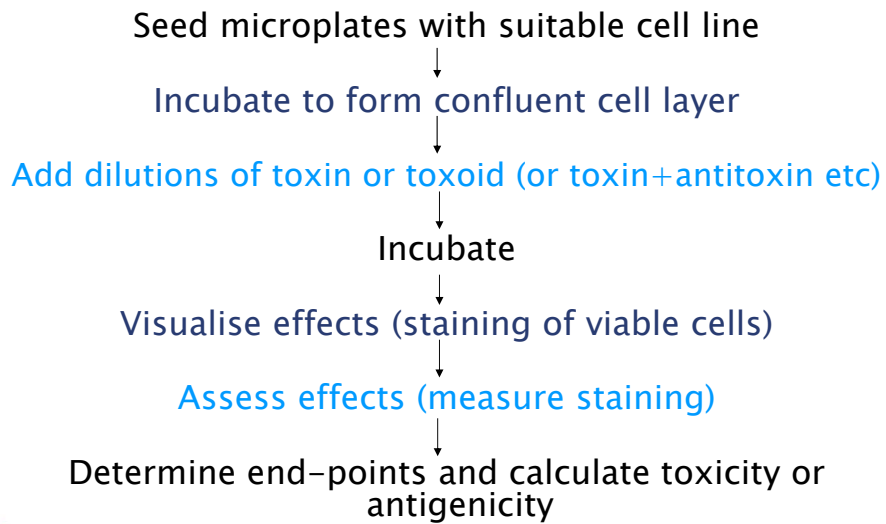 Seed microplates with suitable cell line
Incubate to form confluent cell layer
Add dilutions of toxin or toxoid (or toxin+antitoxin etc)
Incubate
Visualise effects (staining of viable cells)
Assess effects (measure staining)
Determine end-points and calculate toxicity or
antigenicity